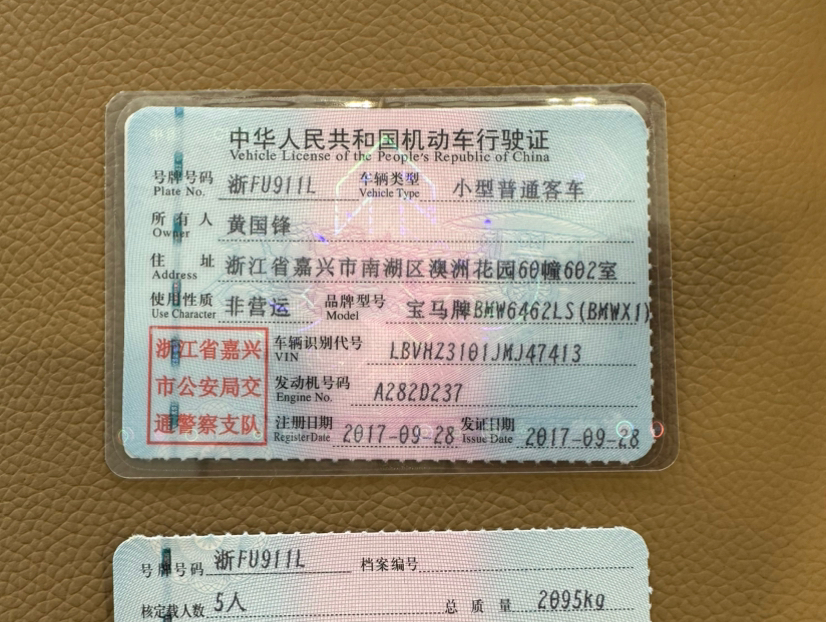 中华人民共和国机动车行驶证
Vehicle License of the People's Republic of China
号牌号码 浙FU911L 车辆类型 小型普通客车
Plate No. Vehicle Type
所有人 黄国锋
Owner
住址 浙江省嘉兴市南湖区澳洲花园60幢602室
Address
使用性质 非营运 品牌型号 宝马牌BMW6462LS(BMWX1)
Use Character Model
浙江省嘉兴 车辆识别代号 LBVHZ3101JMJ47413
VIN
市公安局交 发动机号码 A282D237
Engine No.
通警察支队 注册日期 2017-09-28 发证日期 2017-09-28
Register Date Issue Date
号牌号码 浙FU911L 档案编号
核定载人数 5人 总质量 2095kg